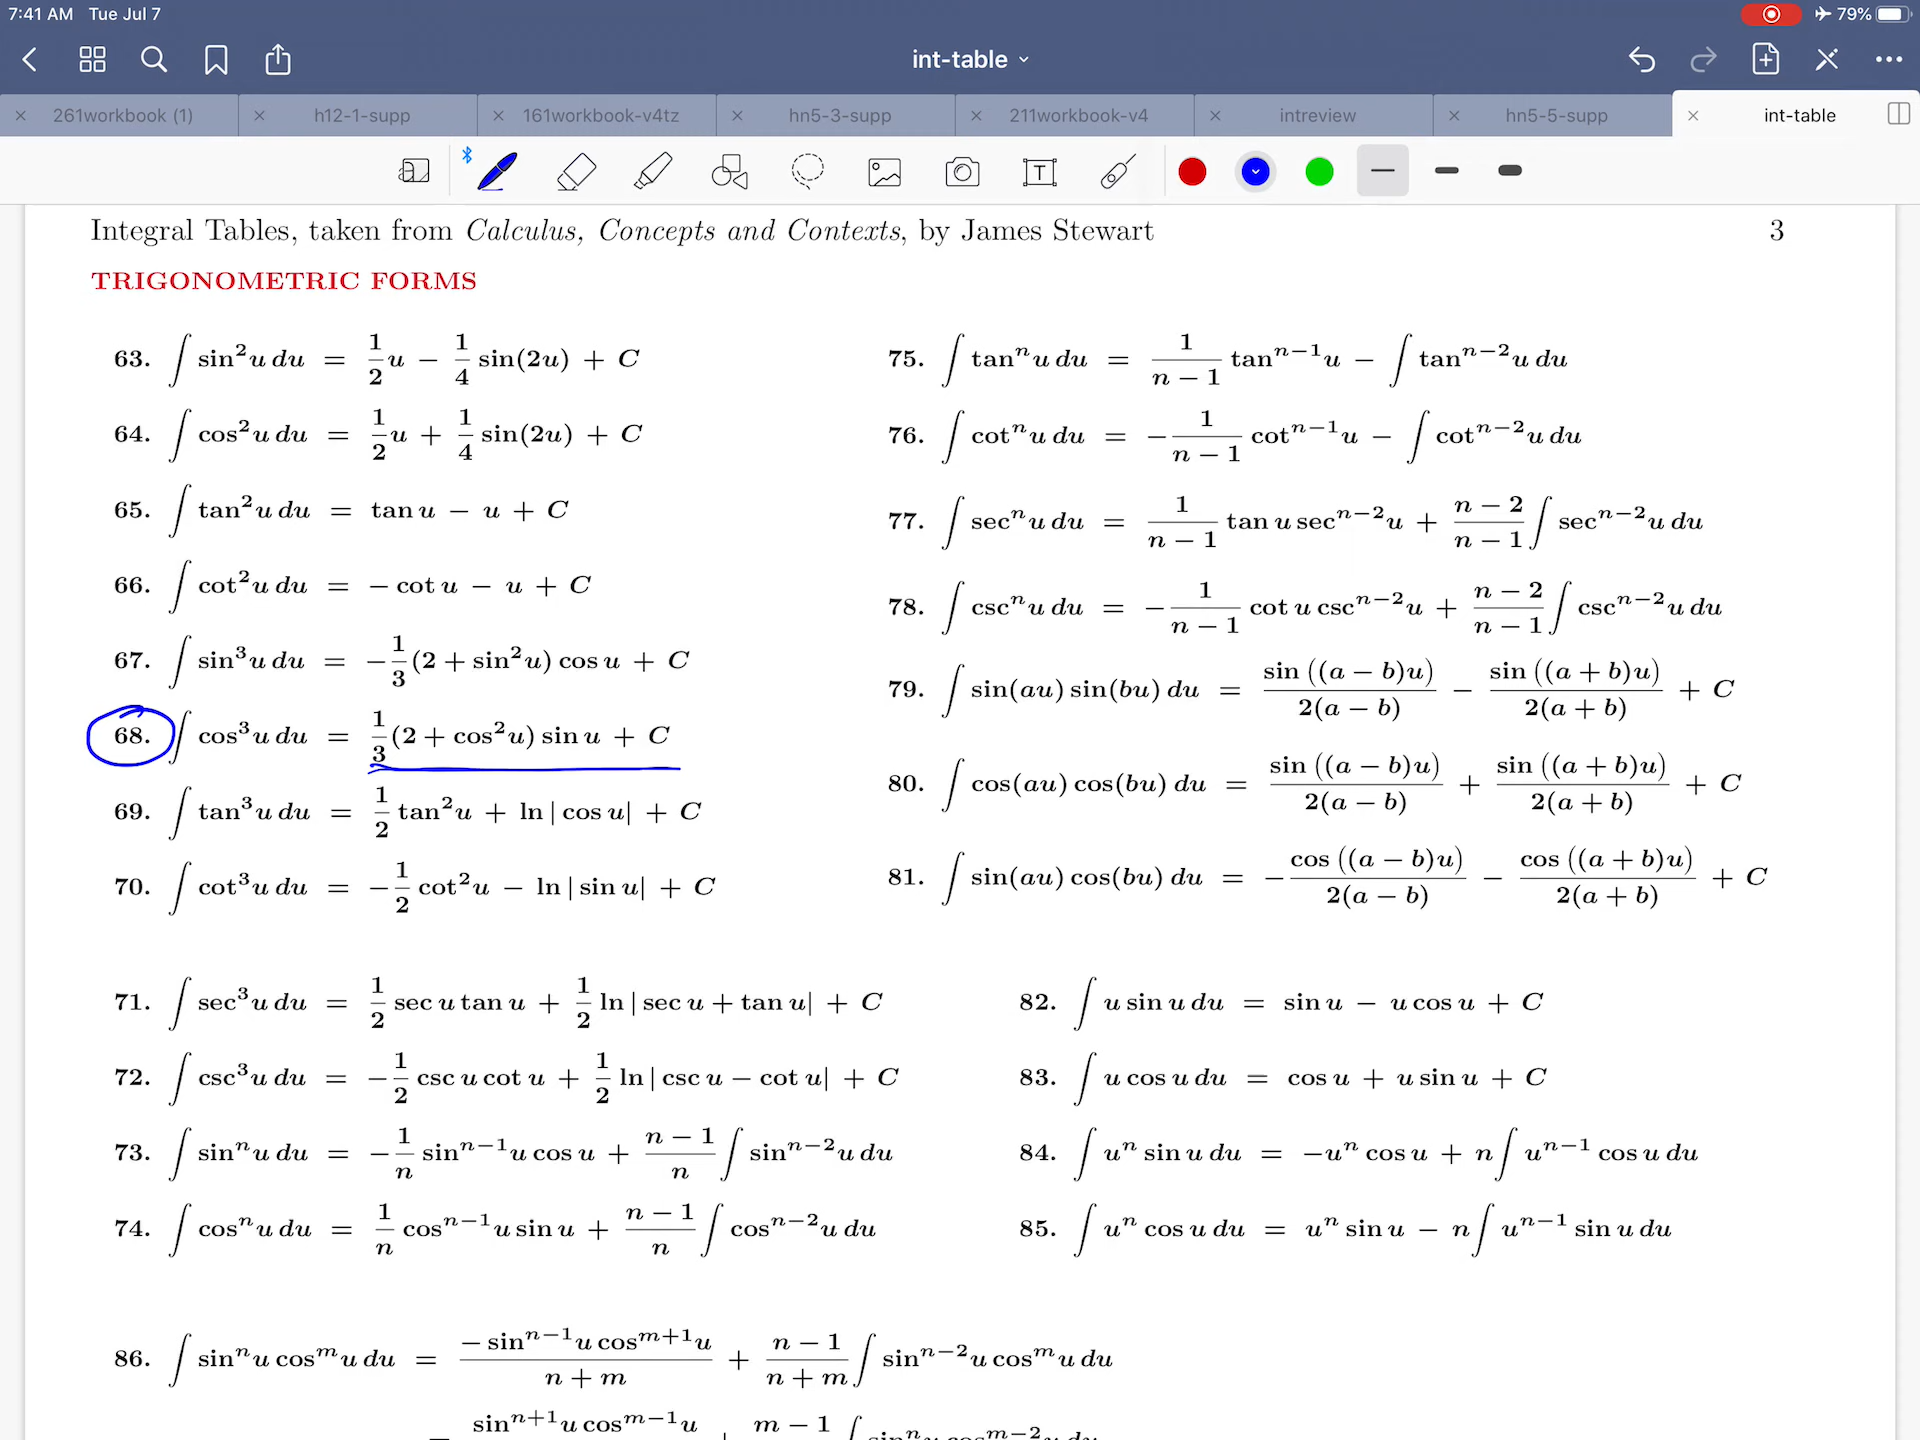 7:41 AM Tue Jul 7 79%
int-table
261workbook (1) h12-1-supp 161workbook-v4tz hn5-3-supp 211workbook-v4 intreview hn5-5-supp int-table
a T
Integral Tables, taken from Calculus, Concepts and Contexts, by James Stewart 3
TRIGONOMETRIC FORMS
63. ∫ sin²u du = 1/2 u − 1/4 sin(2u) + C
64. ∫ cos²u du = 1/2 u + 1/4 sin(2u) + C
65. ∫ tan²u du = tan u − u + C
66. ∫ cot²u du = − cot u − u + C
67. ∫ sin³u du = −1/3 (2 + sin²u) cos u + C
68. ∫ cos³u du = 1/3 (2 + cos²u) sin u + C
69. ∫ tan³u du = 1/2 tan²u + ln | cos u| + C
70. ∫ cot³u du = −1/2 cot²u − ln | sin u| + C
75. ∫ tanⁿu du = 1/(n − 1) tanⁿ⁻¹u − ∫ tanⁿ⁻²u du
76. ∫ cotⁿu du = −1/(n − 1) cotⁿ⁻¹u − ∫ cotⁿ⁻²u du
77. ∫ secⁿu du = 1/(n − 1) tan u secⁿ⁻²u + (n − 2)/(n − 1) ∫ secⁿ⁻²u du
78. ∫ cscⁿu du = −1/(n − 1) cot u cscⁿ⁻²u + (n − 2)/(n − 1) ∫ cscⁿ⁻²u du
79. ∫ sin(au) sin(bu) du = sin ((a − b)u)/2(a − b) − sin ((a + b)u)/2(a + b) + C
80. ∫ cos(au) cos(bu) du = sin ((a − b)u)/2(a − b) + sin ((a + b)u)/2(a + b) + C
81. ∫ sin(au) cos(bu) du = − cos ((a − b)u)/2(a − b) − cos ((a + b)u)/2(a + b) + C
71. ∫ sec³u du = 1/2 sec u tan u + 1/2 ln | sec u + tan u| + C
72. ∫ csc³u du = −1/2 csc u cot u + 1/2 ln | csc u − cot u| + C
73. ∫ sinⁿu du = −1/n sinⁿ⁻¹u cos u + (n − 1)/n ∫ sinⁿ⁻²u du
74. ∫ cosⁿu du = 1/n cosⁿ⁻¹u sin u + (n − 1)/n ∫ cosⁿ⁻²u du
82. ∫ u sin u du = sin u − u cos u + C
83. ∫ u cos u du = cos u + u sin u + C
84. ∫ uⁿ sin u du = −uⁿ cos u + n ∫ uⁿ⁻¹ cos u du
85. ∫ uⁿ cos u du = uⁿ sin u − n ∫ uⁿ⁻¹ sin u du
86. ∫ sinⁿu cosᵐu du = − sinⁿ⁻¹u cosᵐ⁺¹u/(n + m) + (n − 1)/(n + m) ∫ sinⁿ⁻²u cosᵐu du
= sinⁿ⁺¹u cosᵐ⁻¹u + m − 1 ∫ sinⁿu cosᵐ⁻²u du